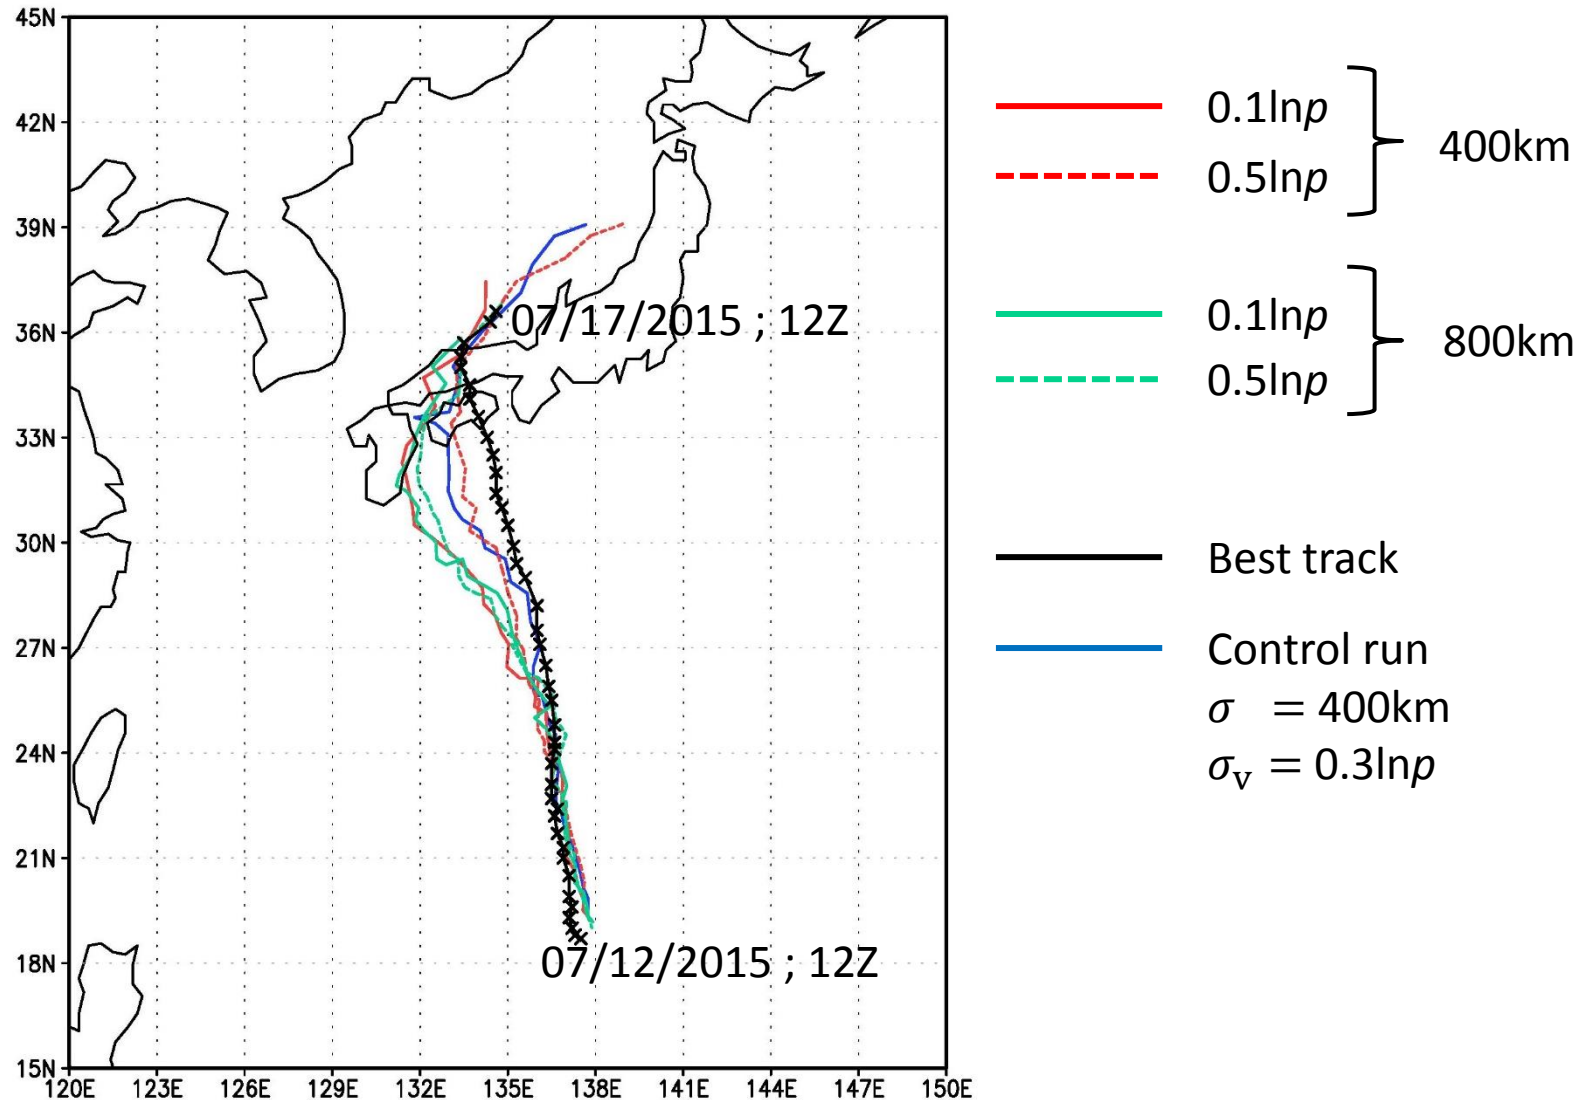 45N
42N
39N
36N
33N
30N
27N
24N
21N
18N
15N
120E 123E 126E 129E 132E 135E 138E 141E 144E 147E 150E
07/17/2015 ; 12Z
07/12/2015 ; 12Z
0.1lnp
0.5lnp
400km
0.1lnp
0.5lnp
800km
Best track
Control run
σ = 400km
σv = 0.3lnp